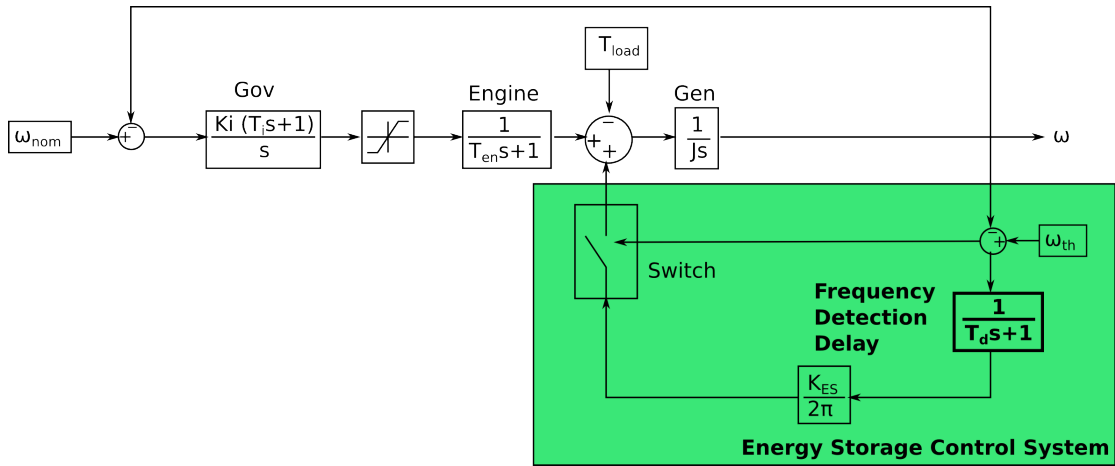 T_load
Gov
Engine
Gen
ω_nom
+
−
Ki (T_i s+1)
s
1
T_en s+1
−
+
+
1
Js
ω
Switch
−
+
ω_th
Frequency
Detection
Delay
1
T_d s+1
K_ES
2π
Energy Storage Control System